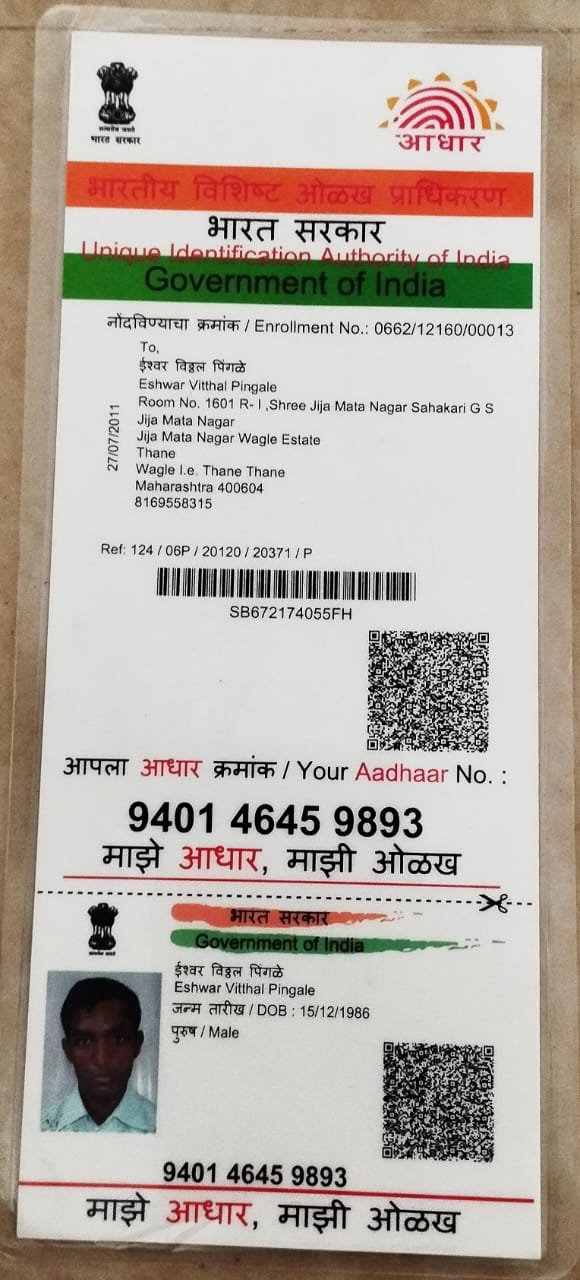 सत्यमेव जयते
भारत सरकार
आधार
भारतीय विशिष्ट ओळख प्राधिकरण
भारत सरकार
Unique Identification Authority of India
Government of India
नोंदविण्याचा क्रमांक / Enrollment No.: 0662/12160/00013
To,
ईश्वर विठ्ठल पिंगळे
Eshwar Vitthal Pingale
Room No. 1601 R- I ,Shree Jija Mata Nagar Sahakari G S
Jija Mata Nagar
Jija Mata Nagar Wagle Estate
Thane
Wagle I.e. Thane Thane
Maharashtra 400604
8169558315
27/07/2011
Ref: 124 / 06P / 20120 / 20371 / P
SB672174055FH
आपला आधार क्रमांक / Your Aadhaar No. :
9401 4645 9893
माझे आधार, माझी ओळख
भारत सरकार
Government of India
ईश्वर विठ्ठल पिंगळे
Eshwar Vitthal Pingale
जन्म तारीख / DOB : 15/12/1986
पुरुष / Male
9401 4645 9893
माझे आधार, माझी ओळख